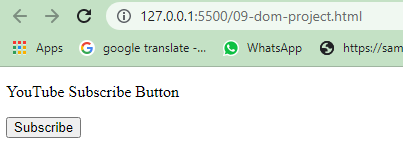 127.0.0.1:5500/09-dom-project.html
Apps google translate -... WhatsApp https://sam
YouTube Subscribe Button
Subscribe